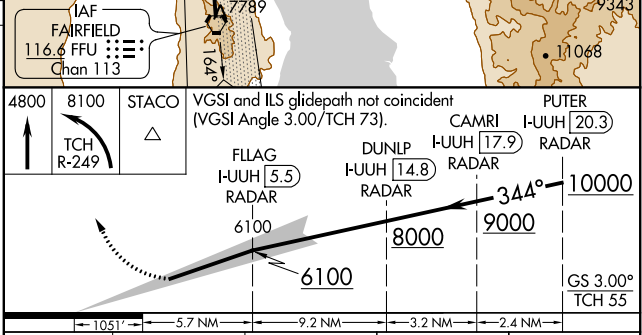 IAF
FAIRFIELD
116.6 FFU
Chan 113
7789
164°
9343
11068
4800
8100
TCH
R-249
STACO
VGSI and ILS glidepath not coincident
(VGSI Angle 3.00/TCH 73).
FLLAG
I-UUH 5.5
RADAR
DUNLP
I-UUH 14.8
RADAR
CAMRI
I-UUH 17.9
RADAR
PUTER
I-UUH 20.3
RADAR
344°
10000
9000
8000
6100
6100
GS 3.00°
TCH 55
1051'
5.7 NM
9.2 NM
3.2 NM
2.4 NM